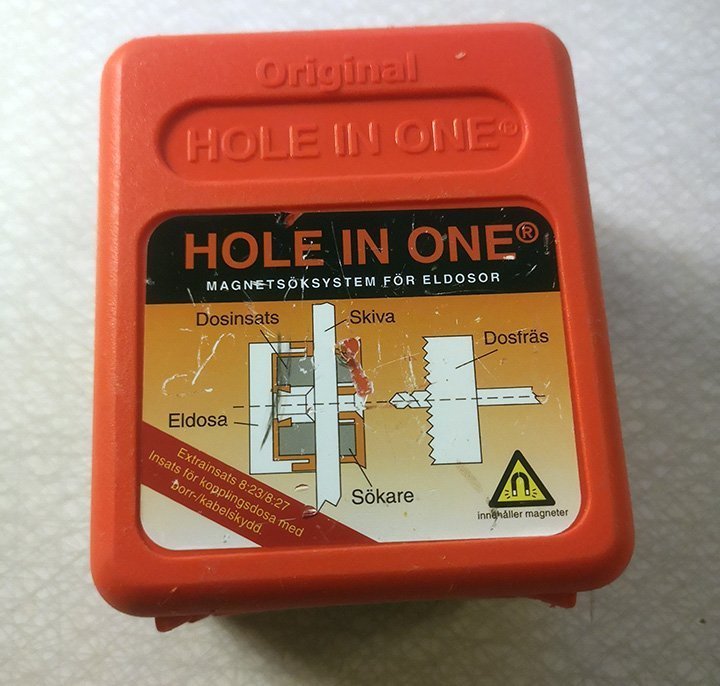 Original
HOLE IN ONE®
HOLE IN ONE®
MAGNETSÖKSYSTEM FÖR ELDOSOR
Dosinsats
Skiva
Dosfräs
Eldosa
Sökare
Extrainsats 8:23/8:27
Insats för kopplingsdosa med
borr-/kabelskydd.
innehåller magneter